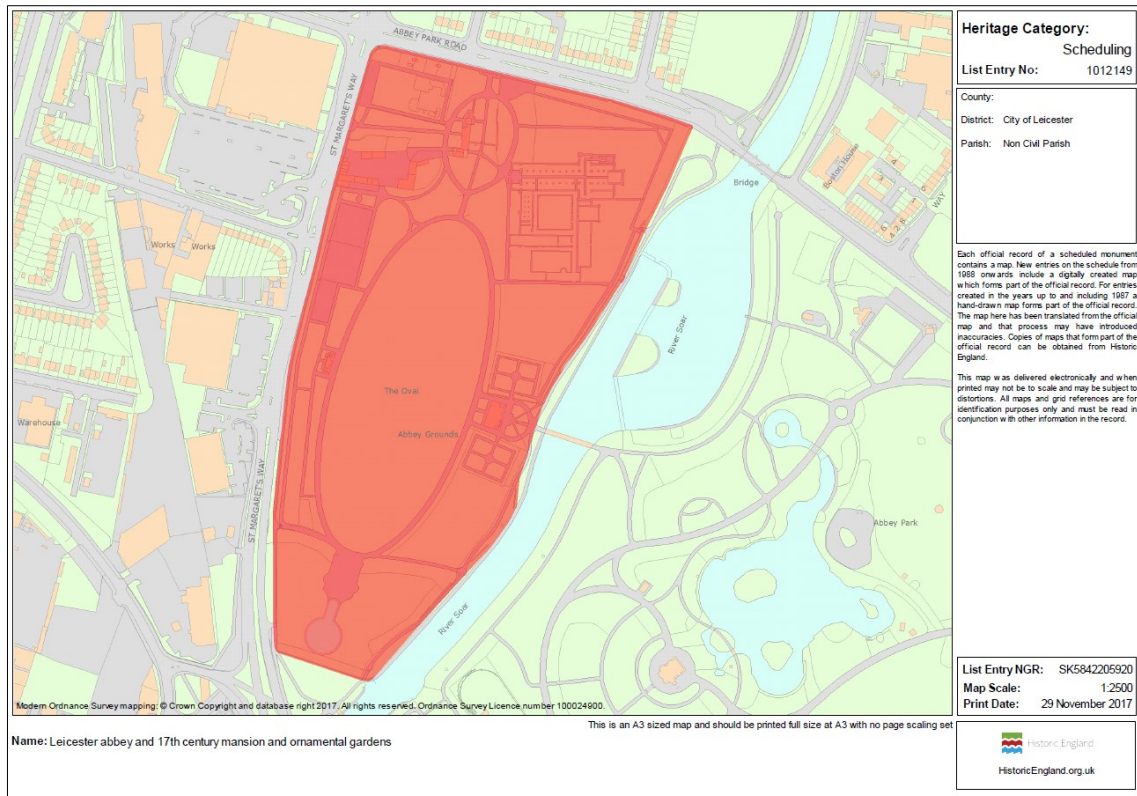 ABBEY PARK ROAD
ST MARGARET'S WAY
Bridge
Boston House
WAY
Works
Works
River Soar
The Oval
Abbey Grounds
Warehouse
ST MARGARET'S WAY
Abbey Park
River Soar
Modern Ordnance Survey mapping: © Crown Copyright and database right 2017. All rights reserved. Ordnance Survey Licence number 100024900.
Heritage Category:
Scheduling
List Entry No: 1012149
County:
District: City of Leicester
Parish: Non Civil Parish
Each official record of a scheduled monument
contains a map. New entries on the schedule from
1988 onwards include a digitally created map
which forms part of the official record. For entries
created in the years up to and including 1987 a
hand-drawn map forms part of the official record.
The map here has been translated from the official
map and that process may have introduced
inaccuracies. Copies of maps that form part of the
official record can be obtained from Historic
England.
This map was delivered electronically and when
printed may not be to scale and may be subject to
distortions. All maps and grid references are for
identification purposes only and must be read in
conjunction with other information in the record.
List Entry NGR: SK5842205920
Map Scale: 1:2500
Print Date: 29 November 2017
This is an A3 sized map and should be printed full size at A3 with no page scaling set
Name: Leicester abbey and 17th century mansion and ornamental gardens
Historic England
HistoricEngland.org.uk